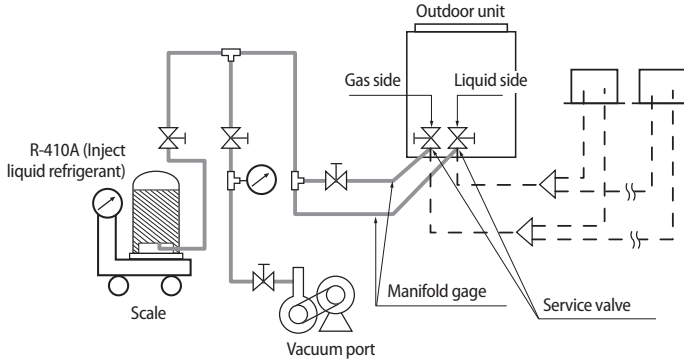 Outdoor unit
Gas side
Liquid side
R-410A (Inject
liquid refrigerant)
Scale
Manifold gage
Service valve
Vacuum port